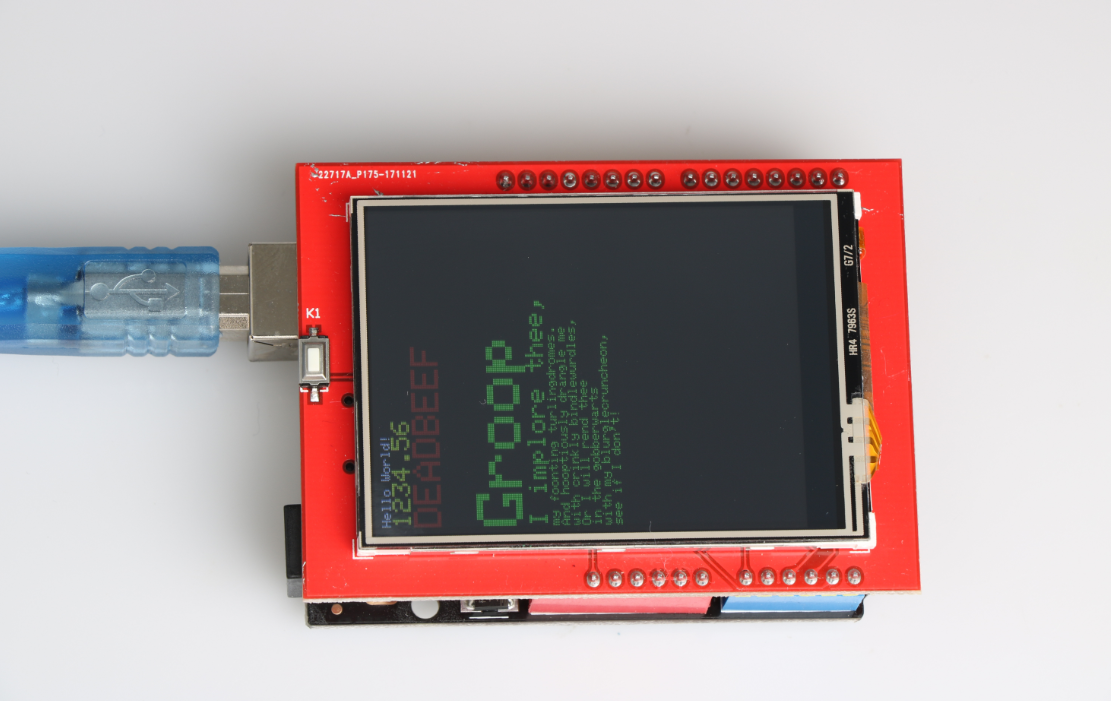 22717A_P175-171121
K1
G7/2
HR4 7963S
Hello World!
1234.56
DEADBEEF
Groop
I implore thee,
my foonting turlingdromes.
And hooptiously drangle me
with crinkly bindlewurdles,
Or I will rend thee
in the gobberwarts
with my blurglecruncheon,
see if I don't!